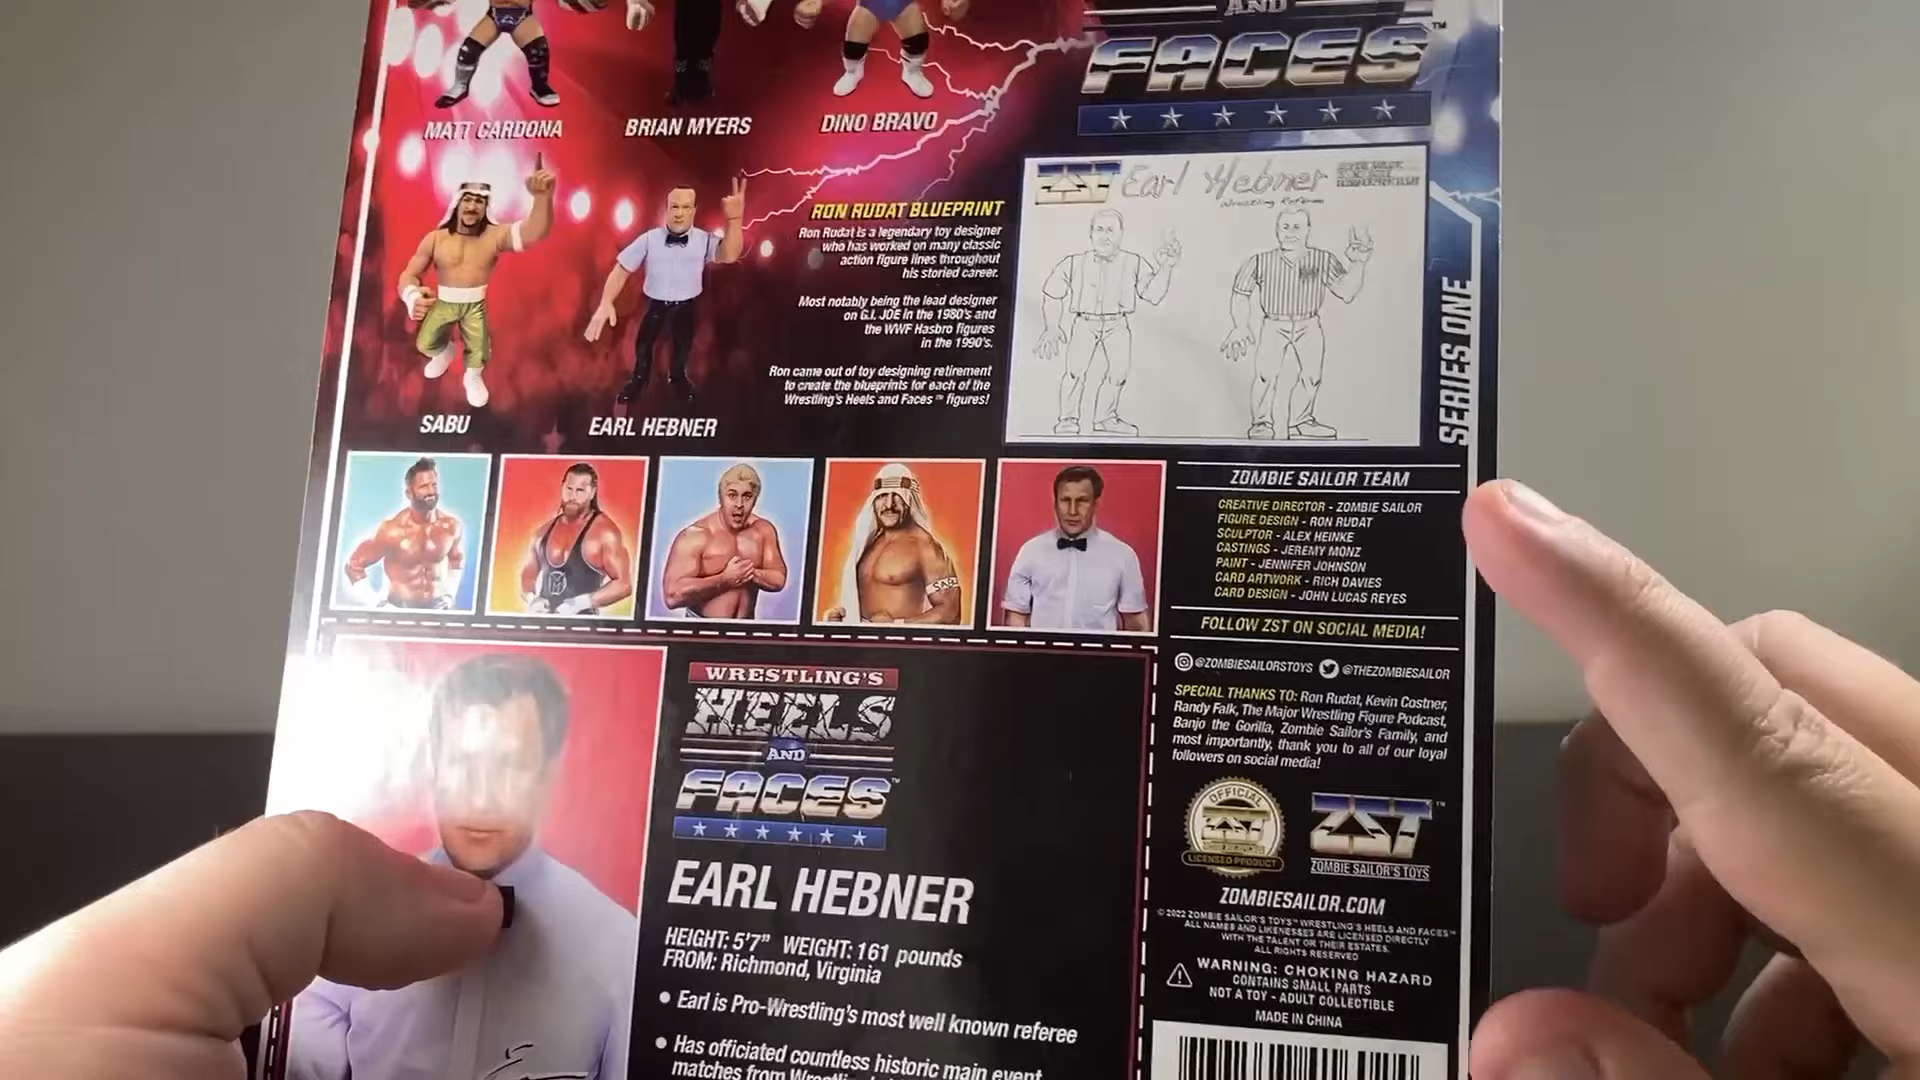 AND
FACES™
MATT CARDONA
BRIAN MYERS
DINO BRAVO
SABU
EARL HEBNER
RON RUDAT BLUEPRINT
Ron Rudat is a legendary toy designer
who has worked on many classic
action figure lines throughout
his storied career.
Most notably being the lead designer
on G.I. JOE in the 1980's and
the WWF Hasbro figures
in the 1990's.
Ron came out of toy designing retirement
to create the blueprints for each of the
Wrestling's Heels and Faces™ figures!
ZST Earl Hebner
Wrestling Referee
SERIES ONE
SABU
ZOMBIE SAILOR TEAM
CREATIVE DIRECTOR - ZOMBIE SAILOR
FIGURE DESIGN - RON RUDAT
SCULPTOR - ALEX HEINKE
CASTINGS - JEREMY MONZ
PAINT - JENNIFER JOHNSON
CARD ARTWORK - RICH DAVIES
CARD DESIGN - JOHN LUCAS REYES
FOLLOW ZST ON SOCIAL MEDIA!
@ZOMBIESAILORSTOYS @THEZOMBIESAILOR
SPECIAL THANKS TO: Ron Rudat, Kevin Costner,
Randy Falk, The Major Wrestling Figure Podcast,
Banjo the Gorilla, Zombie Sailor's Family, and
most importantly, thank you to all of our loyal
followers on social media!
OFFICIAL
ZST
LICENSED PRODUCT
ZST™
ZOMBIE SAILOR'S TOYS
ZOMBIESAILOR.COM
© 2022 ZOMBIE SAILOR'S TOYS™ WRESTLING'S HEELS AND FACES™
ALL NAMES AND LIKENESSES ARE LICENSED DIRECTLY
WITH THE TALENT OR THEIR ESTATES.
ALL RIGHTS RESERVED
WARNING: CHOKING HAZARD
CONTAINS SMALL PARTS
NOT A TOY - ADULT COLLECTIBLE
MADE IN CHINA
WRESTLING'S
HEELS
AND
FACES™
EARL HEBNER
HEIGHT: 5'7" WEIGHT: 161 pounds
FROM: Richmond, Virginia
• Earl is Pro-Wrestling's most well known referee
• Has officiated countless historic main event
matches from